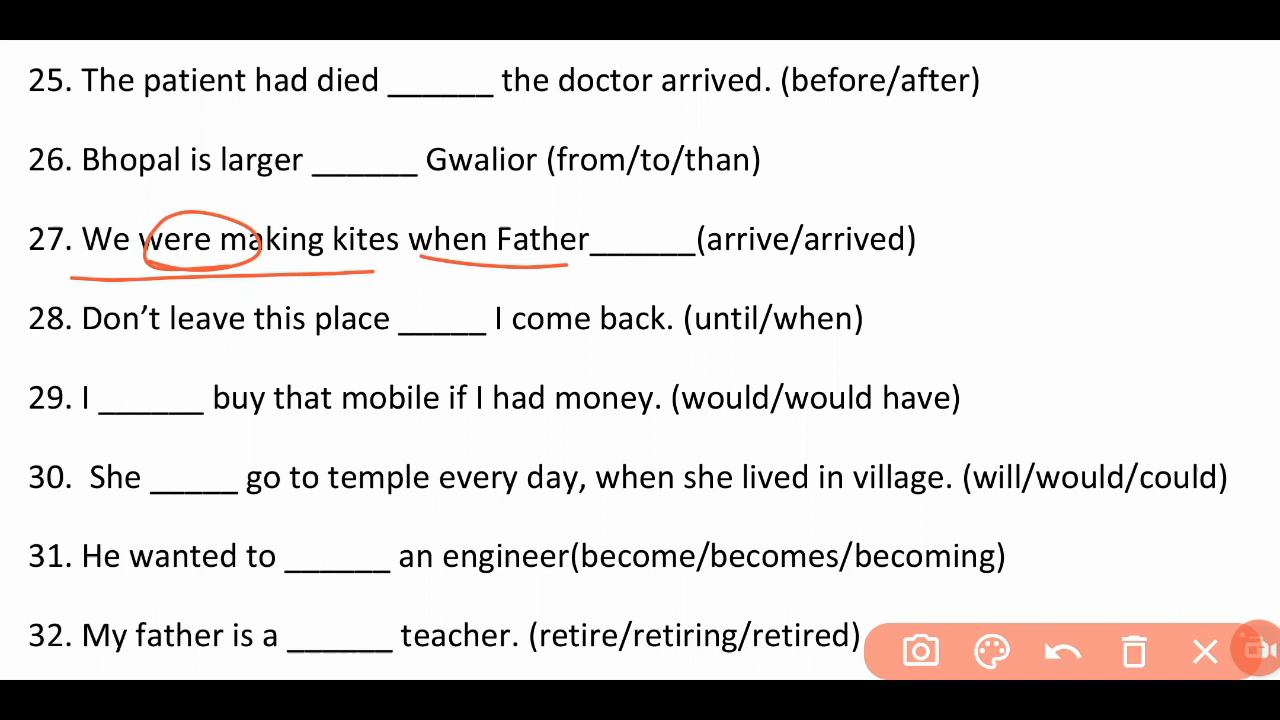 25. The patient had died ______ the doctor arrived. (before/after)
26. Bhopal is larger ______ Gwalior (from/to/than)
27. We were making kites when Father______(arrive/arrived)
28. Don’t leave this place _____ I come back. (until/when)
29. I ______ buy that mobile if I had money. (would/would have)
30. She _____ go to temple every day, when she lived in village. (will/would/could)
31. He wanted to ______ an engineer(become/becomes/becoming)
32. My father is a ______ teacher. (retire/retiring/retired)